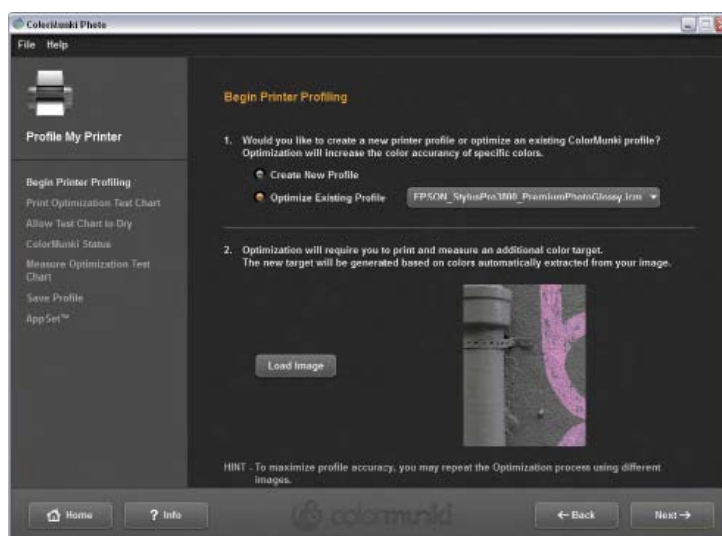 ColorMunki Photo
File Help
Profile My Printer
Begin Printer Profiling
Print Optimization Test Chart
Allow Test Chart to Dry
ColorMunki Status
Measure Optimization Test
Chart
Save Profile
AppSet™
Begin Printer Profiling
1. Would you like to create a new printer profile or optimize an existing ColorMunki profile?
Optimization will increase the color accurancy of specific colors.
Create New Profile
Optimize Existing Profile EPSON_StylusPro3800_PremiumPhotoGlossy.icm
2. Optimization will require you to print and measure an additional color target.
The new target will be generated based on colors automatically extracted from your image.
Load Image
HINT - To maximize profile accuracy, you may repeat the Optimization process using different
images.
Home ? Info colormunki ← Back Next →